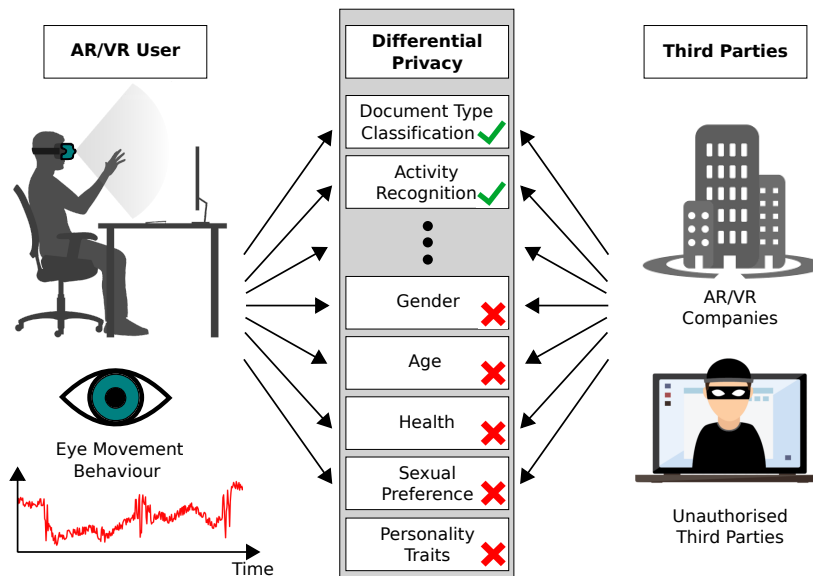 AR/VR User
Eye Movement
Behaviour
Time
Differential
Privacy
Document Type
Classification
Activity
Recognition
Gender
Age
Health
Sexual
Preference
Personality
Traits
Third Parties
AR/VR
Companies
Unauthorised
Third Parties